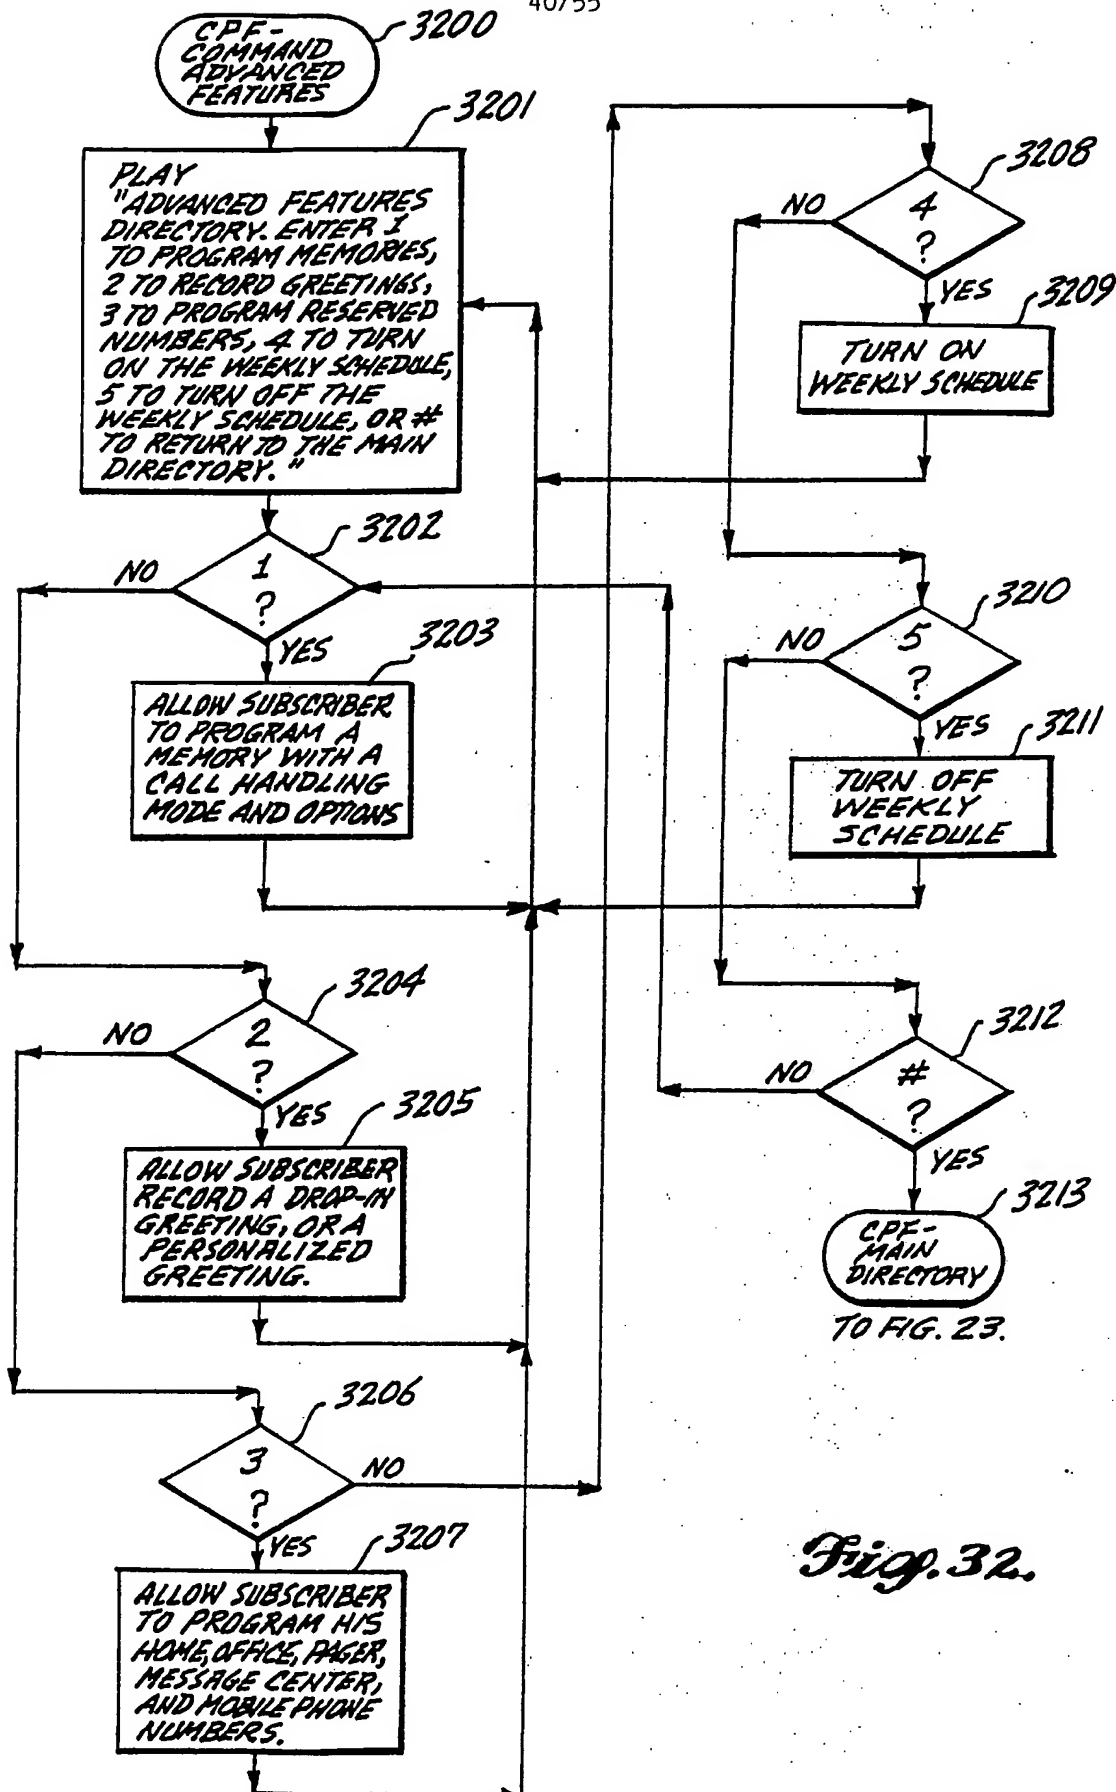 40/55
CPF-
COMMAND
ADVANCED
FEATURES
3200
3201
PLAY
"ADVANCED FEATURES
DIRECTORY. ENTER 1
TO PROGRAM MEMORIES,
2 TO RECORD GREETINGS,
3 TO PROGRAM RESERVED
NUMBERS, 4 TO TURN
ON THE WEEKLY SCHEDULE,
5 TO TURN OFF THE
WEEKLY SCHEDULE, OR #
TO RETURN TO THE MAIN
DIRECTORY."
3202
1
?
NO
YES
3203
ALLOW SUBSCRIBER
TO PROGRAM A
MEMORY WITH A
CALL HANDLING
MODE AND OPTIONS
3204
2
?
NO
YES
3205
ALLOW SUBSCRIBER
RECORD A DROP-IN
GREETING, OR A
PERSONALIZED
GREETING.
3206
3
?
NO
YES
3207
ALLOW SUBSCRIBER
TO PROGRAM HIS
HOME, OFFICE, PAGER,
MESSAGE CENTER,
AND MOBILE PHONE
NUMBERS.
3208
4
?
NO
YES
3209
TURN ON
WEEKLY SCHEDULE
3210
5
?
NO
YES
3211
TURN OFF
WEEKLY
SCHEDULE
3212
#
?
NO
YES
3213
CPF-
MAIN
DIRECTORY
TO FIG. 23.
Fig. 32.